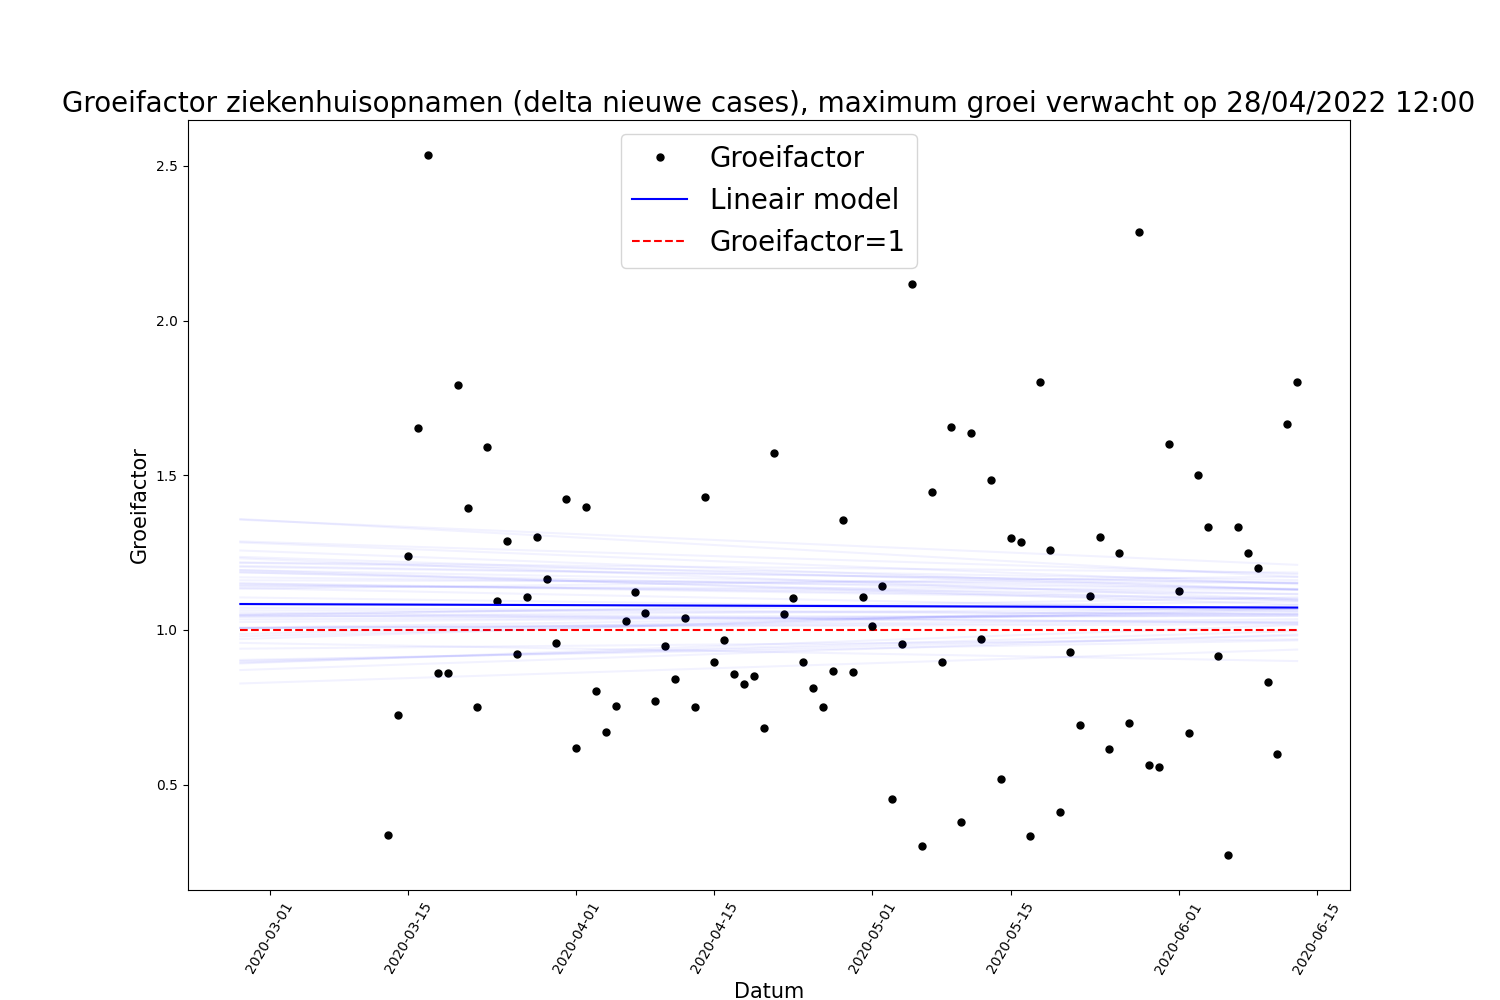 Groeifactor ziekenhuisopnamen (delta nieuwe cases), maximum groei verwacht op 28/04/2022 12:00
Groeifactor
Lineair model
Groeifactor=1
2.5
2.0
1.5
1.0
0.5
Groeifactor
2020-03-01
2020-03-15
2020-04-01
2020-04-15
2020-05-01
2020-05-15
2020-06-01
2020-06-15
Datum